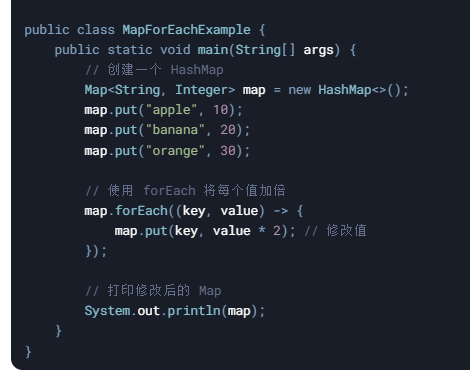 public class MapForEachExample {
    public static void main(String[] args) {
        // 创建一个 HashMap
        Map<String, Integer> map = new HashMap<>();
        map.put("apple", 10);
        map.put("banana", 20);
        map.put("orange", 30);
        // 使用 forEach 将每个值加倍
        map.forEach((key, value) -> {
            map.put(key, value * 2); // 修改值
        });
        // 打印修改后的 Map
        System.out.println(map);
    }
}